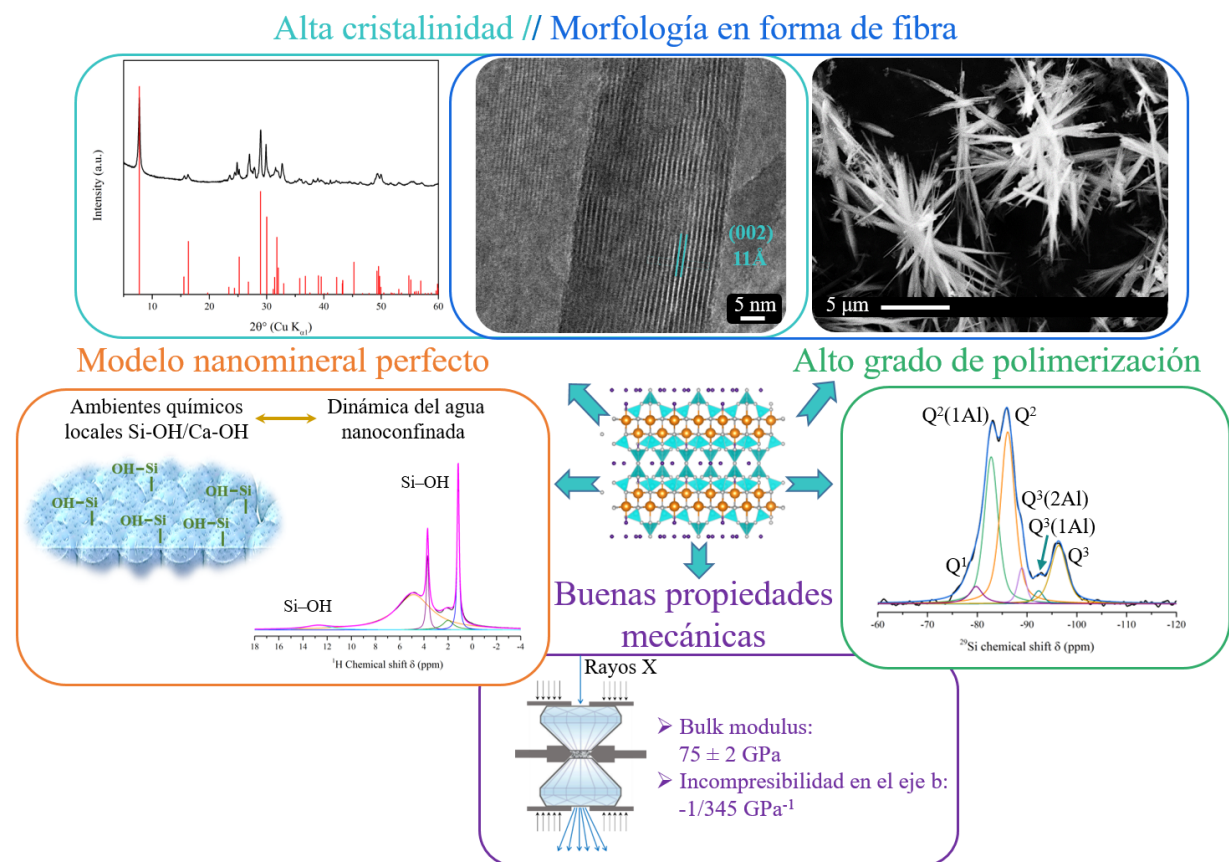 Alta cristalinidad // Morfología en forma de fibra
Intensity (a.u.)
10 20 30 40 50 60
2θ° (Cu Kα1)
(002)
11Å
5 nm
5 μm
Modelo nanomineral perfecto
Ambientes químicos
locales Si-OH/Ca-OH
Dinámica del agua
nanoconfinada
OH–Si
OH–Si
OH–Si
OH–Si
OH–Si
Si–OH
Si–OH
18 16 14 12 10 8 6 4 2 0 -2 -4
¹H Chemical shift δ (ppm)
Alto grado de polimerización
Q²(1Al) Q²
Q³(2Al)
Q³(1Al)
Q¹
Q³
-60 -70 -80 -90 -100 -110 -120
²⁹Si chemical shift δ (ppm)
Buenas propiedades
mecánicas
Rayos X
➢ Bulk modulus:
75 ± 2 GPa
➢ Incompresibilidad en el eje b:
-1/345 GPa⁻¹